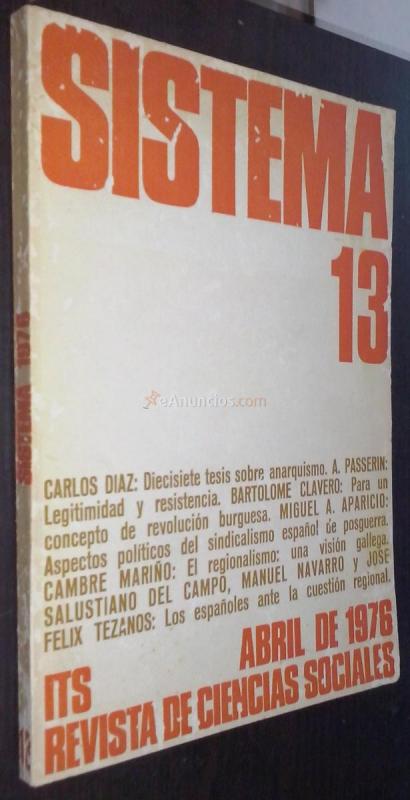 SISTEMA
13
eAnuncios.com
CARLOS DIAZ: Diecisiete tesis sobre anarquismo. A. PASSERIN:
Legitimidad y resistencia. BARTOLOME CLAVERO: Para un
concepto de revolución burguesa. MIGUEL A. APARICIO:
Aspectos políticos del sindicalismo español de posguerra.
CAMBRE MARIÑO: El regionalismo: una visión gallega.
SALUSTIANO DEL CAMPO, MANUEL NAVARRO y JOSE
FELIX TEZANOS: Los españoles ante la cuestión regional.
ABRIL DE 1976
ITS
REVISTA DE CIENCIAS SOCIALES
SISTEMA 1976